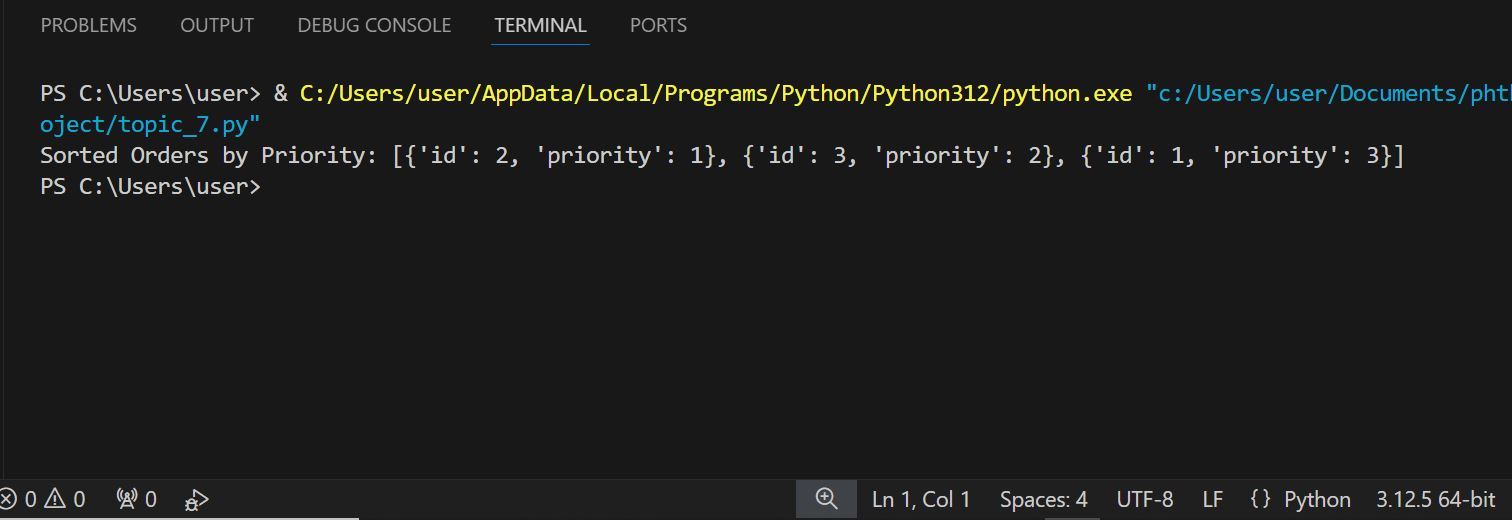 PROBLEMS OUTPUT DEBUG CONSOLE TERMINAL PORTS
PS C:\Users\user> & C:/Users/user/AppData/Local/Programs/Python/Python312/python.exe "c:/Users/user/Documents/pht
oject/topic_7.py"
Sorted Orders by Priority: [{'id': 2, 'priority': 1}, {'id': 3, 'priority': 2}, {'id': 1, 'priority': 3}]
PS C:\Users\user>
0 0 0 Ln 1, Col 1 Spaces: 4 UTF-8 LF {} Python 3.12.5 64-bit